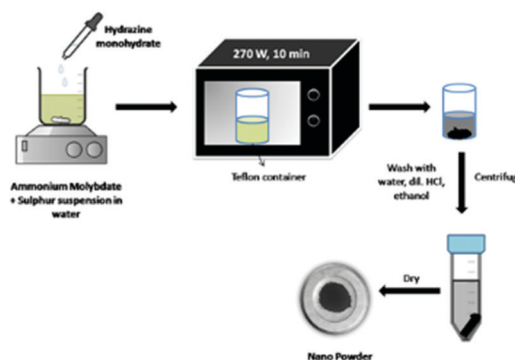 Hydrazine
monohydrate
270 W, 10 min
Teflon container
Ammonium Molybdate
+ Sulphur suspension in
water
Wash with
water, dil. HCl,
ethanol
Centrifug
Dry
Nano Powder